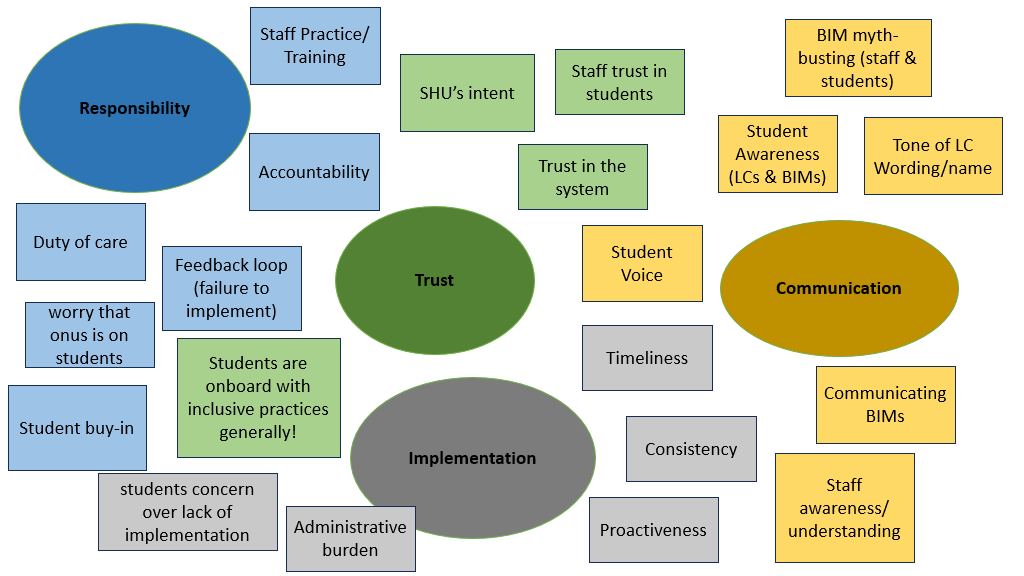 Responsibility
Staff Practice/
Training
Accountability
Duty of care
Feedback loop
(failure to
implement)
worry that
onus is on
students
Student buy-in
SHU's intent
Staff trust in
students
Trust in the
system
Trust
Students are
onboard with
inclusive practices
generally!
BIM myth-
busting (staff &
students)
Student
Awareness
(LCs & BIMs)
Tone of LC
Wording/name
Student
Voice
Communication
Communicating
BIMs
Staff
awareness/
understanding
Timeliness
Implementation
Consistency
Proactiveness
students concern
over lack of
implementation
Administrative
burden